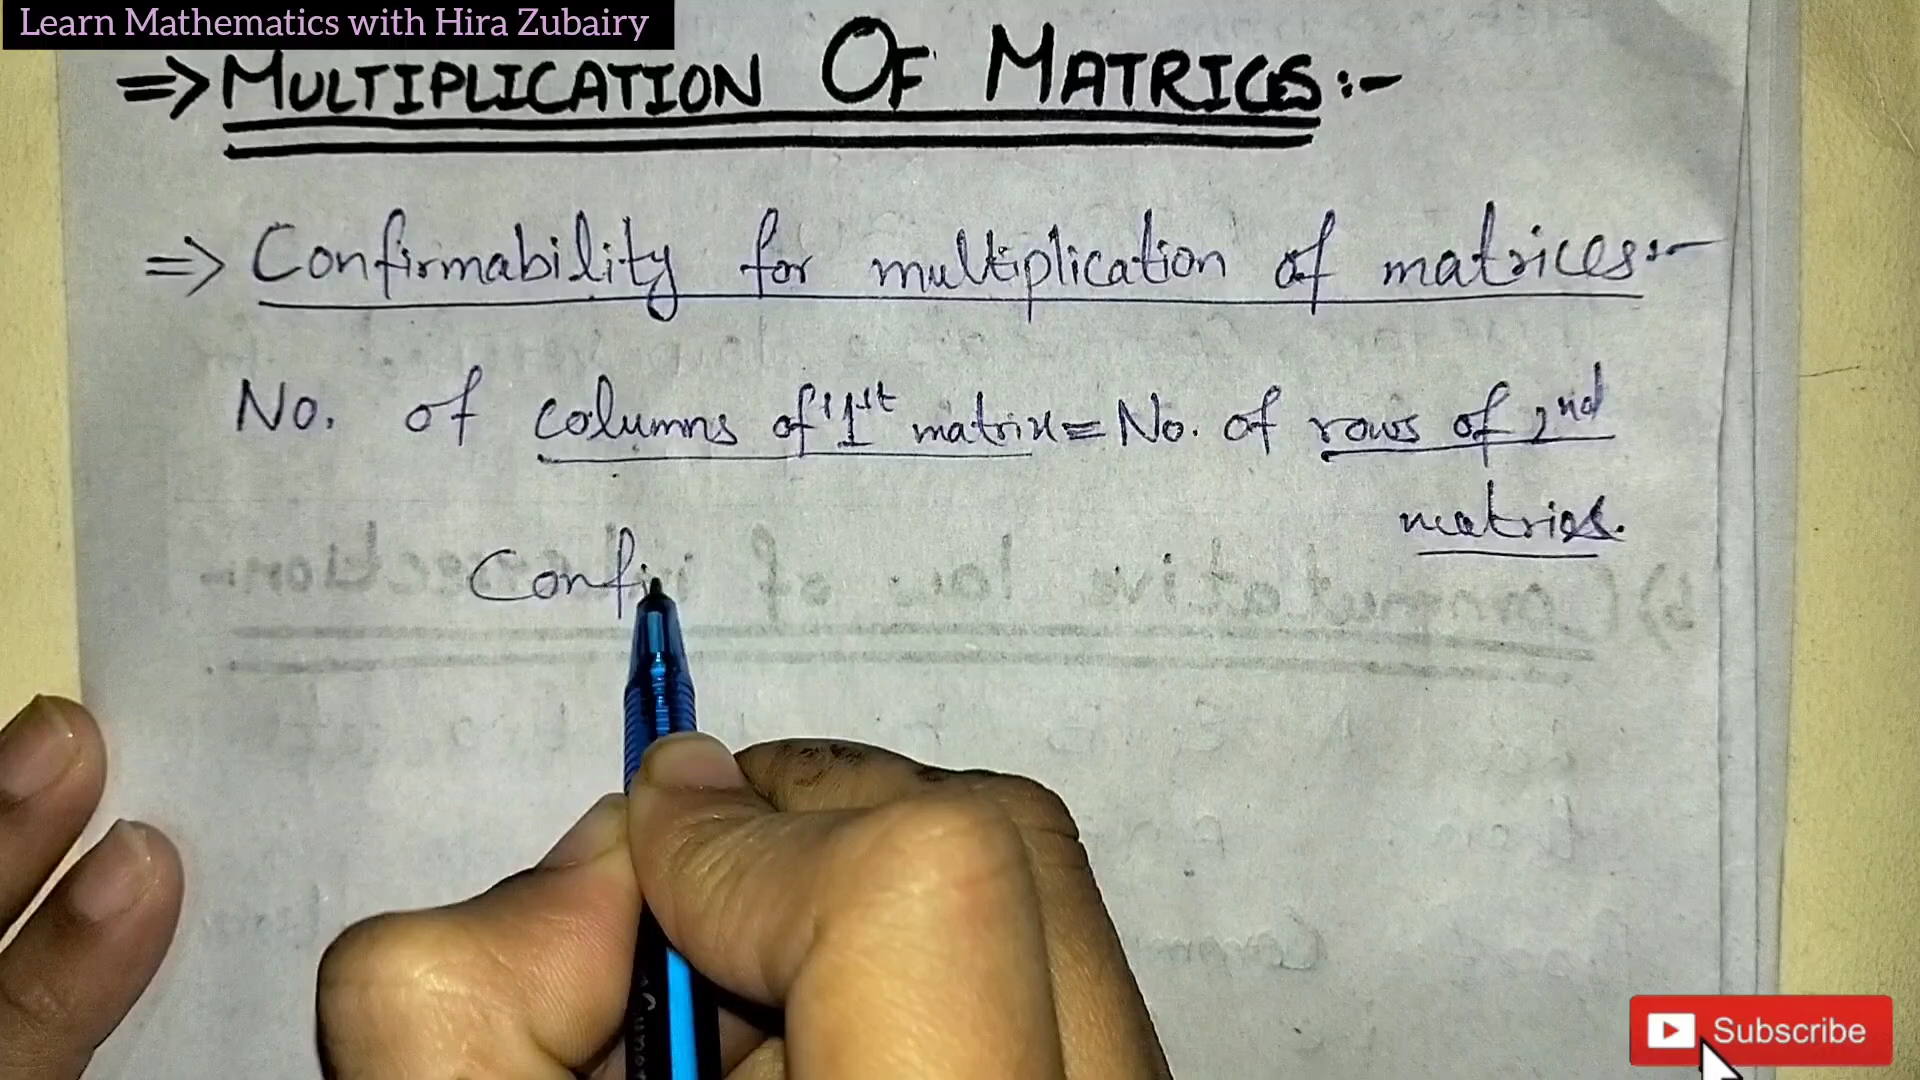 Learn Mathematics with Hira Zubairy
=> MULTIPLICATION OF MATRICES:-
=> Confirmability for multiplication of matrices:-
No. of columns of 1st matrix = No. of rows of 2nd
matrics.
Confi
Subscribe